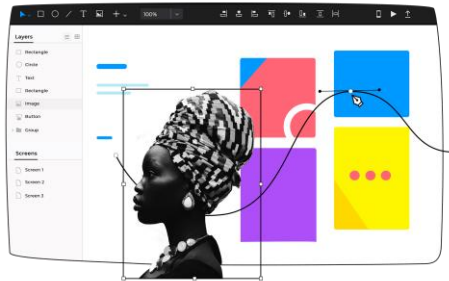 T
100%
Layers
Rectangle
Circle
Text
Rectangle
Image
Button
Group
Screens
Screen 1
Screen 2
Screen 3